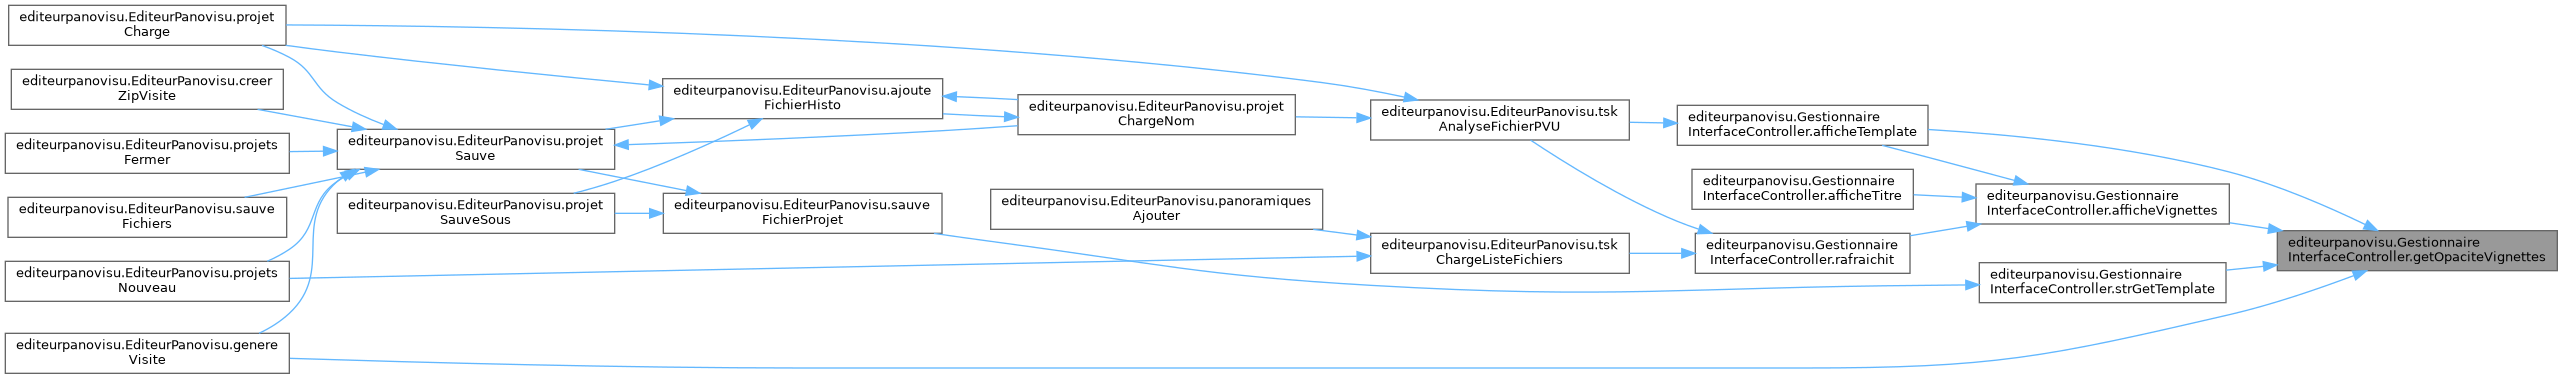 editeurpanovisu.EditeurPanovisu.projet
Charge
editeurpanovisu.EditeurPanovisu.creer
ZipVisite
editeurpanovisu.EditeurPanovisu.projets
Fermer
editeurpanovisu.EditeurPanovisu.sauve
Fichiers
editeurpanovisu.EditeurPanovisu.projets
Nouveau
editeurpanovisu.EditeurPanovisu.genere
Visite
editeurpanovisu.EditeurPanovisu.projet
Sauve
editeurpanovisu.EditeurPanovisu.projet
SauveSous
editeurpanovisu.EditeurPanovisu.ajoute
FichierHisto
editeurpanovisu.EditeurPanovisu.sauve
FichierProjet
editeurpanovisu.EditeurPanovisu.projet
ChargeNom
editeurpanovisu.EditeurPanovisu.panoramiques
Ajouter
editeurpanovisu.EditeurPanovisu.tsk
AnalyseFichierPVU
editeurpanovisu.EditeurPanovisu.tsk
ChargeListeFichiers
editeurpanovisu.Gestionnaire
InterfaceController.afficheTemplate
editeurpanovisu.Gestionnaire
InterfaceController.afficheTitre
editeurpanovisu.Gestionnaire
InterfaceController.rafraichit
editeurpanovisu.Gestionnaire
InterfaceController.afficheVignettes
editeurpanovisu.Gestionnaire
InterfaceController.strGetTemplate
editeurpanovisu.Gestionnaire
InterfaceController.getOpaciteVignettes